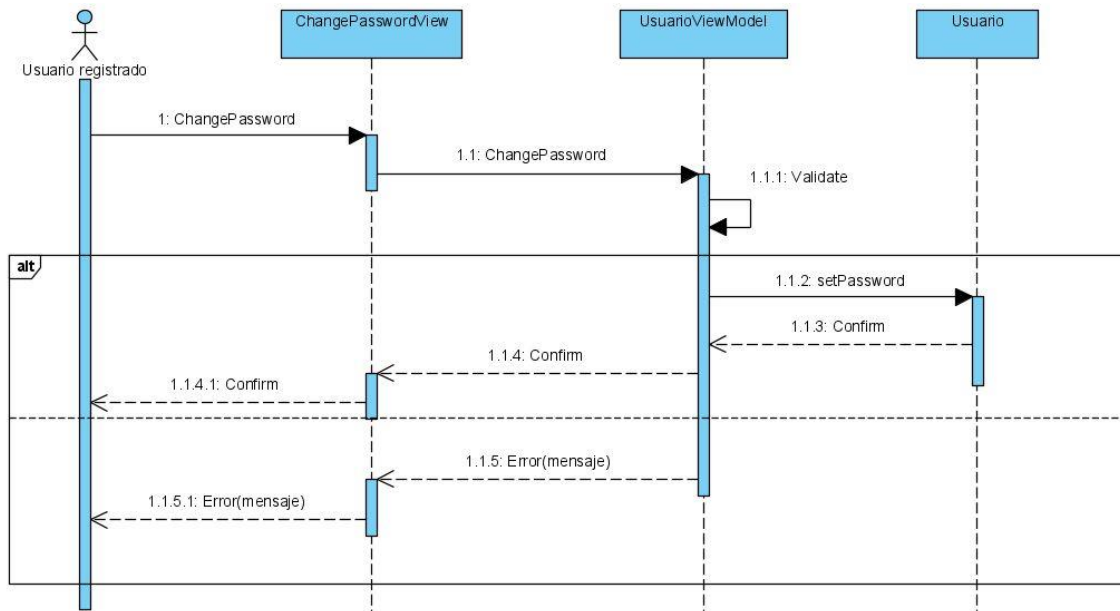 ChangePasswordView
UsuarioViewModel
Usuario
Usuario registrado
1: ChangePassword
1.1: ChangePassword
1.1.1: Validate
alt
1.1.2: setPassword
1.1.3: Confirm
1.1.4: Confirm
1.1.4.1: Confirm
1.1.5: Error(mensaje)
1.1.5.1: Error(mensaje)